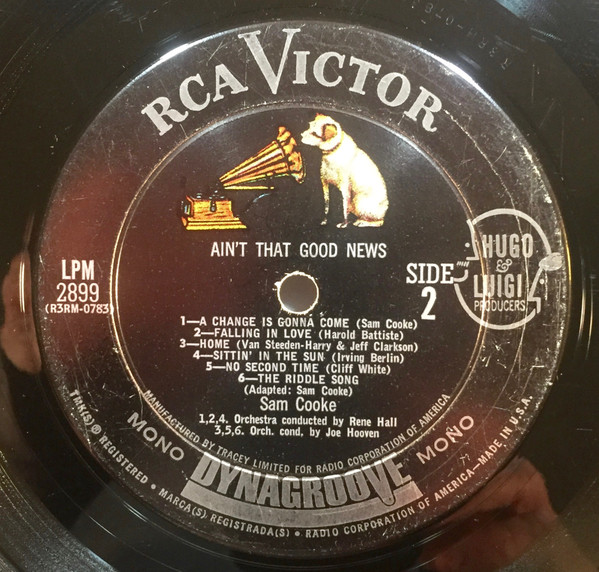 RCA VICTOR
AIN'T THAT GOOD NEWS
LPM
2899
(R3RM-0783)
SIDE
2
HUGO
&
LUIGI
PRODUCERS
1—A CHANGE IS GONNA COME (Sam Cooke)
2—FALLING IN LOVE (Harold Battiste)
3—HOME (Van Steeden-Harry & Jeff Clarkson)
4—SITTIN' IN THE SUN (Irving Berlin)
5—NO SECOND TIME (Cliff White)
6—THE RIDDLE SONG
(Adapted: Sam Cooke)
Sam Cooke
1,2,4. Orchestra conducted by Rene Hall
3,5,6. Orch. cond. by Joe Hooven
MANUFACTURED BY TRACEY LIMITED FOR RADIO CORPORATION OF AMERICA
MONO
DYNAGROOVE
MONO
TMK(S) ® REGISTERED • MARCA(S) REGISTRADA(S) • RADIO CORPORATION OF AMERICA—MADE IN U.S.A.